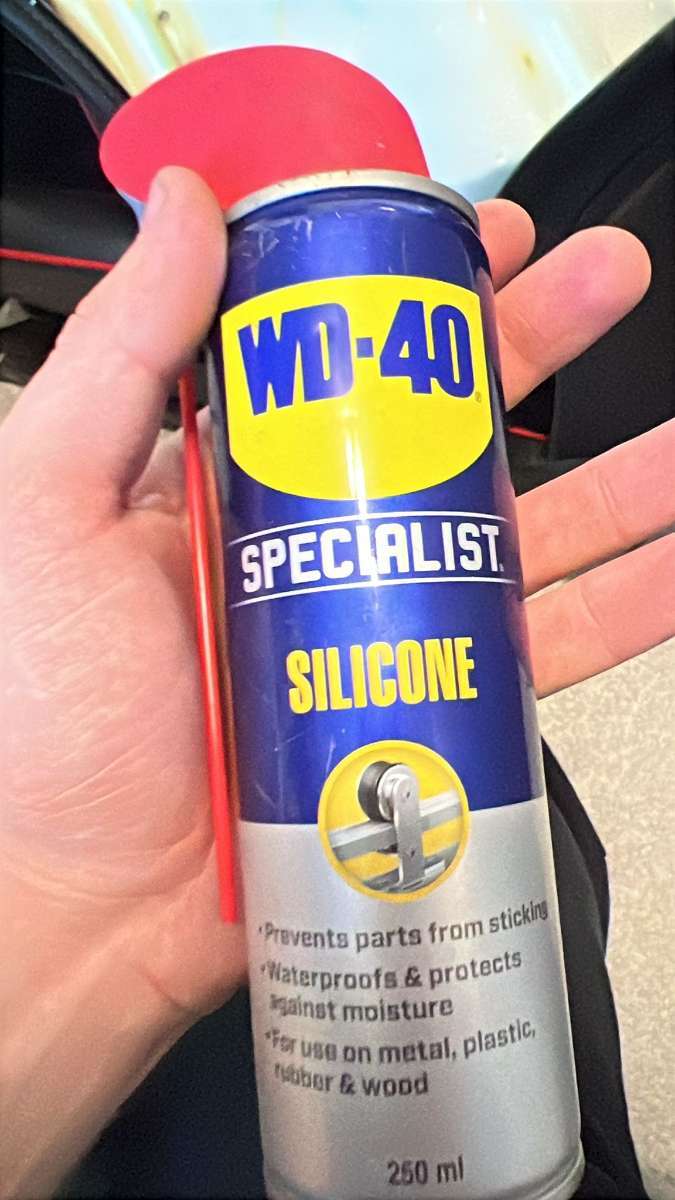 WD-40®
SPECIALIST
SILICONE
•Prevents parts from sticking
•Waterproofs & protects
against moisture
•For use on metal, plastic,
rubber & wood
250 ml